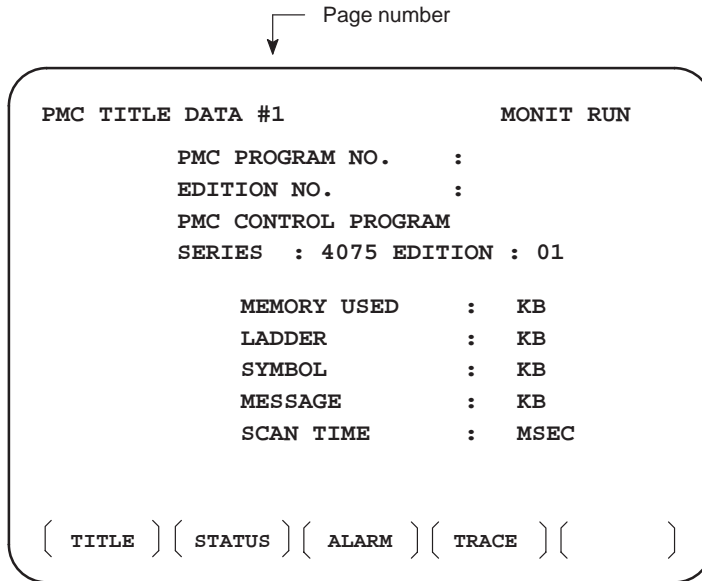 Page number
PMC TITLE DATA #1 MONIT RUN
PMC PROGRAM NO. :
EDITION NO. :
PMC CONTROL PROGRAM
SERIES : 4075 EDITION : 01
MEMORY USED : KB
LADDER : KB
SYMBOL : KB
MESSAGE : KB
SCAN TIME : MSEC
TITLE STATUS ALARM TRACE